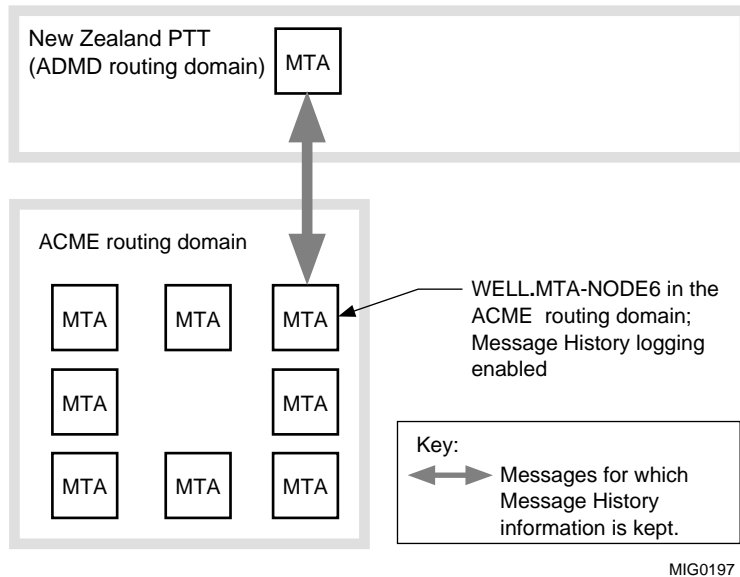 New Zealand PTT
(ADMD routing domain)
MTA
ACME routing domain
MTA
MTA
MTA
WELL.MTA-NODE6 in the
ACME routing domain;
Message History logging
enabled
MTA
MTA
MTA
MTA
MTA
Key:
Messages for which
Message History
information is kept.
MIG0197